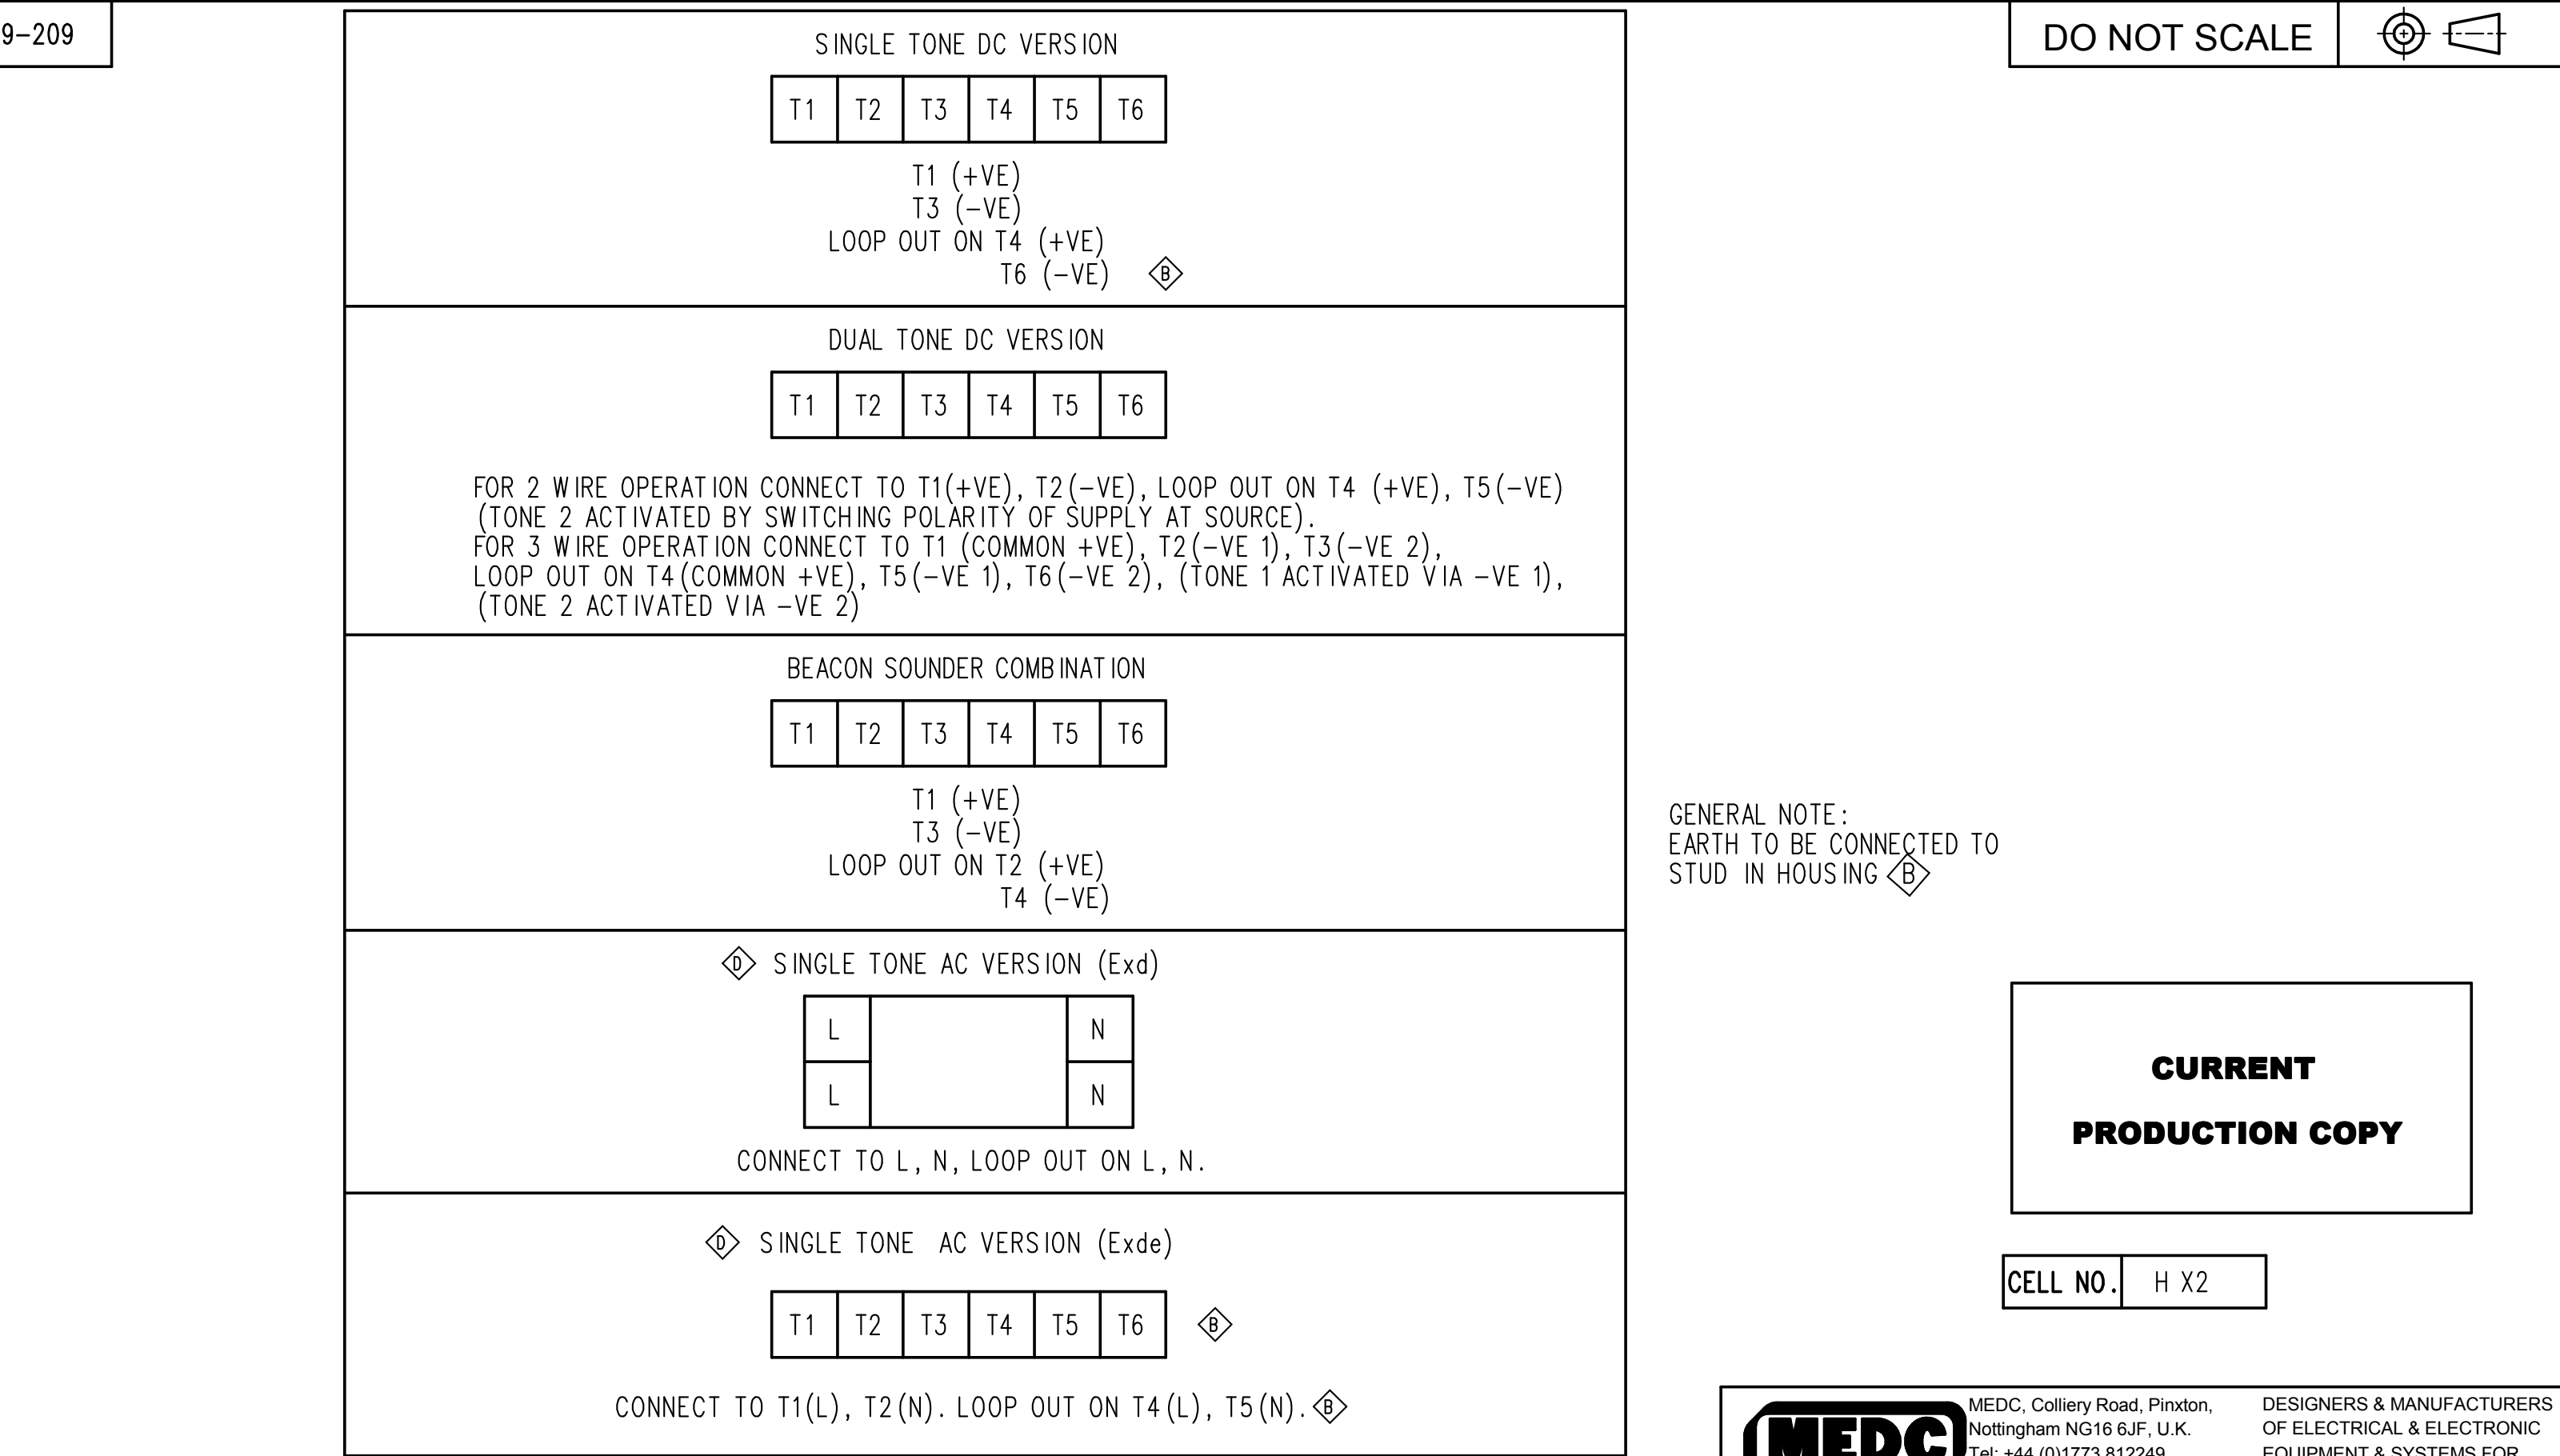 9-209
SINGLE TONE DC VERSION
T1 T2 T3 T4 T5 T6
T1 (+VE)
T3 (-VE)
LOOP OUT ON T4 (+VE)
T6 (-VE) B
DUAL TONE DC VERSION
T1 T2 T3 T4 T5 T6
FOR 2 WIRE OPERATION CONNECT TO T1(+VE), T2(-VE), LOOP OUT ON T4 (+VE), T5(-VE)
(TONE 2 ACTIVATED BY SWITCHING POLARITY OF SUPPLY AT SOURCE).
FOR 3 WIRE OPERATION CONNECT TO T1 (COMMON +VE), T2(-VE 1), T3(-VE 2),
LOOP OUT ON T4(COMMON +VE), T5(-VE 1), T6(-VE 2), (TONE 1 ACTIVATED VIA -VE 1),
(TONE 2 ACTIVATED VIA -VE 2)
BEACON SOUNDER COMBINATION
T1 T2 T3 T4 T5 T6
T1 (+VE)
T3 (-VE)
LOOP OUT ON T2 (+VE)
T4 (-VE)
D SINGLE TONE AC VERSION (Exd)
L N
L N
CONNECT TO L, N, LOOP OUT ON L, N.
D SINGLE TONE AC VERSION (Exde)
T1 T2 T3 T4 T5 T6 B
CONNECT TO T1(L), T2(N). LOOP OUT ON T4(L), T5(N). B
DO NOT SCALE
GENERAL NOTE:
EARTH TO BE CONNECTED TO
STUD IN HOUSING B
CURRENT
PRODUCTION COPY
CELL NO. H X2
MEDC
MEDC, Colliery Road, Pinxton,
Nottingham NG16 6JF, U.K.
Tel: +44 (0)1773 812249
DESIGNERS & MANUFACTURERS
OF ELECTRICAL & ELECTRONIC
EQUIPMENT & SYSTEMS FOR